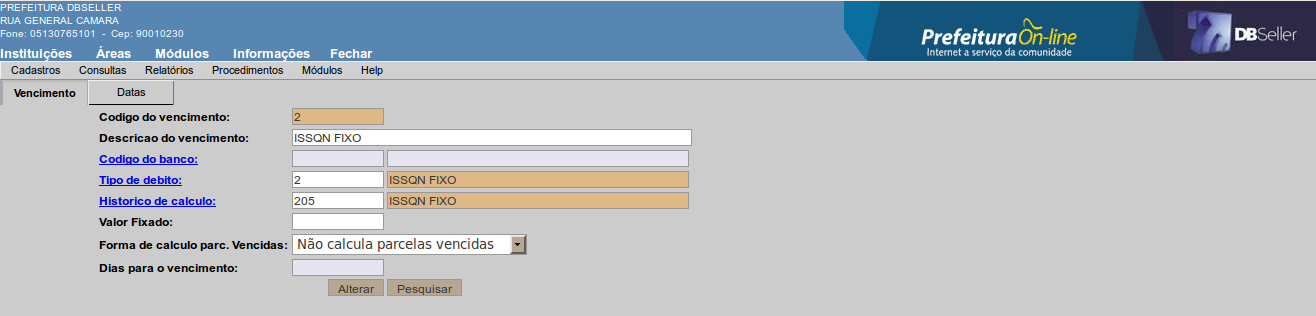 PREFEITURA DBSELLER
RUA GENERAL CAMARA
Fone: 05130765101 - Cep: 90010230
Prefeitura On-line
Internet a serviço da comunidade
DBSeller
Instituições Áreas Módulos Informações Fechar
Cadastros Consultas Relatórios Procedimentos Módulos Help
Vencimento Datas
Codigo do vencimento: 2
Descricao do vencimento: ISSQN FIXO
Codigo do banco:
Tipo de debito: 2 ISSQN FIXO
Historico de calculo: 205 ISSQN FIXO
Valor Fixado:
Forma de calculo parc. Vencidas: Não calcula parcelas vencidas
Dias para o vencimento:
Alterar Pesquisar